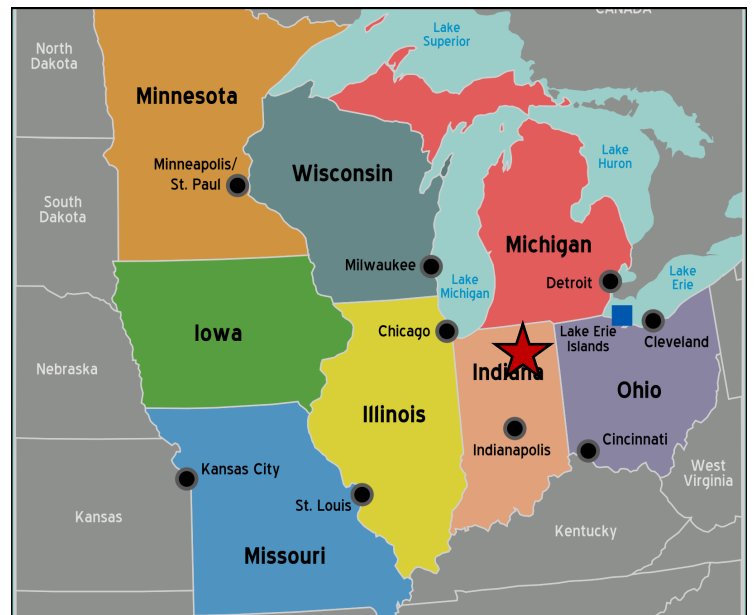 CANADA
Lake
Superior
North
Dakota
Minnesota
Lake
Huron
Minneapolis/
St. Paul
Wisconsin
South
Dakota
Michigan
Milwaukee
Lake
Michigan
Detroit
Lake
Erie
Iowa
Chicago
Lake Erie
Islands
Cleveland
Nebraska
Indiana
Ohio
Illinois
Indianapolis
Cincinnati
Kansas City
West
Virginia
St. Louis
Kansas
Kentucky
Missouri